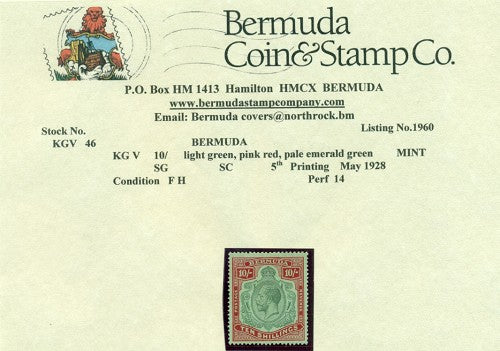 Bermuda
Coin&Stamp Co.
P.O. Box HM 1413 Hamilton HMCX BERMUDA
www.bermudastampcompany.com
Email: Bermuda covers@northrock.bm
Stock No. Listing No.1960
KGV 46 BERMUDA
KG V 10/ light green, pink red, pale emerald green MINT
SG SC 5th Printing May 1928
Condition F H Perf 14
BERMUDA
10/- 10/-
POSTAGE REVENUE
TEN SHILLINGS